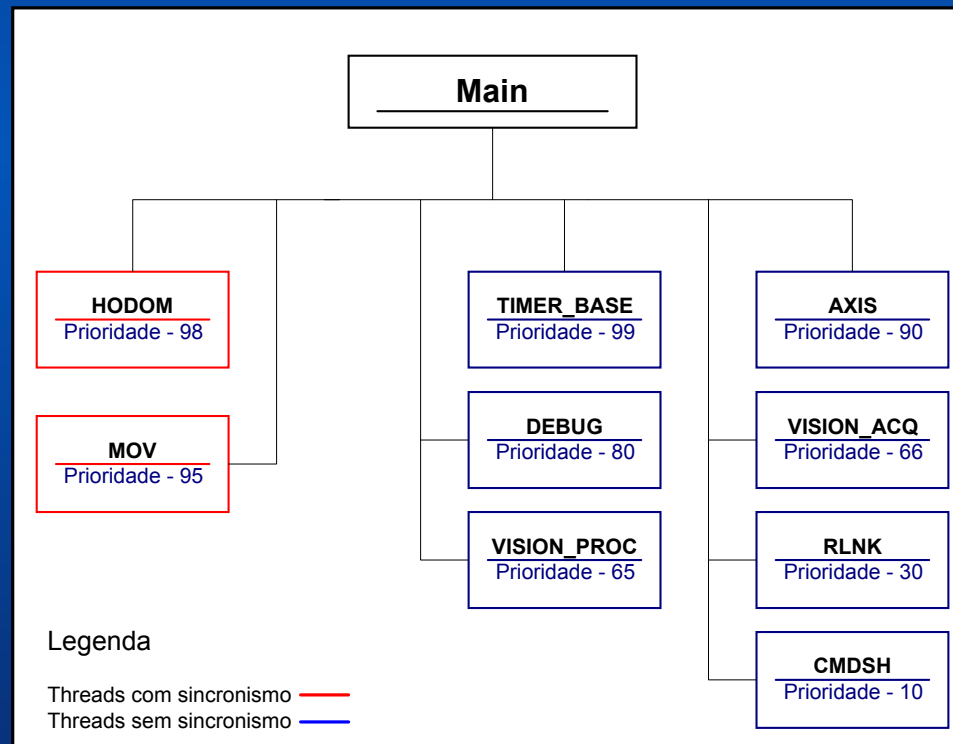 Main
HODOM
Prioridade - 98
TIMER_BASE
Prioridade - 99
AXIS
Prioridade - 90
MOV
Prioridade - 95
DEBUG
Prioridade - 80
VISION_ACQ
Prioridade - 66
VISION_PROC
Prioridade - 65
RLNK
Prioridade - 30
CMDSH
Prioridade - 10
Legenda
Threads com sincronismo
Threads sem sincronismo